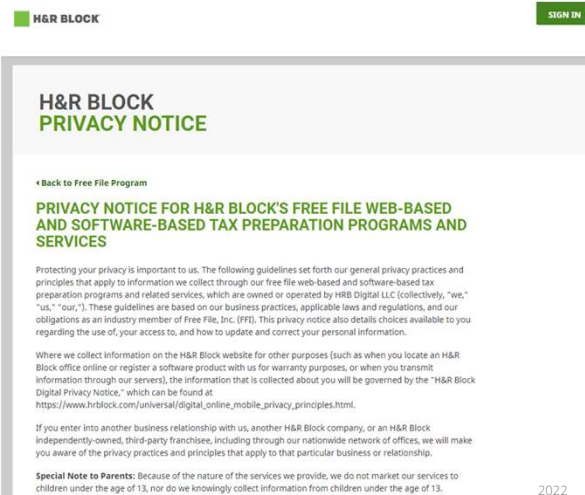 H&R BLOCK
SIGN IN
H&R BLOCK
PRIVACY NOTICE
Back to Free File Program
PRIVACY NOTICE FOR H&R BLOCK'S FREE FILE WEB-BASED
AND SOFTWARE-BASED TAX PREPARATION PROGRAMS AND
SERVICES
Protecting your privacy is important to us. The following guidelines set forth our general privacy practices and
principles that apply to information we collect through our free file web-based and software-based tax
preparation programs and related services, which are owned or operated by HRB Digital LLC (collectively, "we,"
"us," "our,"). These guidelines are based on our business practices, applicable laws and regulations, and our
obligations as an industry member of Free File, Inc. (FFI). This privacy notice also details choices available to you
regarding the use of, your access to, and how to update and correct your personal information.
Where we collect information on the H&R Block website for other purposes (such as when you locate an H&R
Block office online or register a software product with us for warranty purposes, or when you transmit
information through our servers), the information that is collected about you will be governed by the "H&R Block
Digital Privacy Notice," which can be found at
https://www.hrblock.com/universal/digital_online_mobile_privacy_principles.html.
If you enter into another business relationship with us, another H&R Block company, or an H&R Block
independently-owned, third-party franchisee, including through our nationwide network of offices, we will make
you aware of the privacy practices and principles that apply to that particular business or relationship.
Special Note to Parents: Because of the nature of the services we provide, we do not market our services to
children under the age of 13, nor do we knowingly collect information from children under the age of 13.
2022